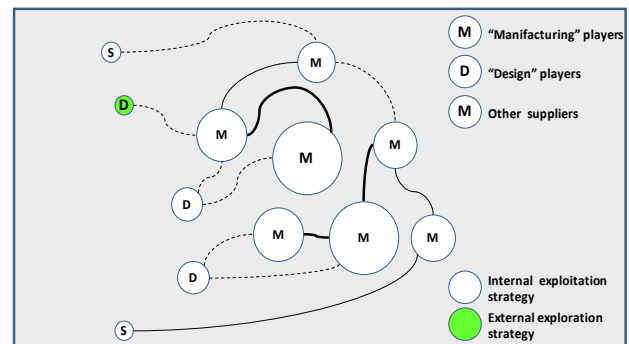 S
M
M
"Manifacturing" players
D
D
"Design" players
M
M
M
M
Other suppliers
D
M
M
M
D
Internal exploitation
strategy
S
External exploration
strategy